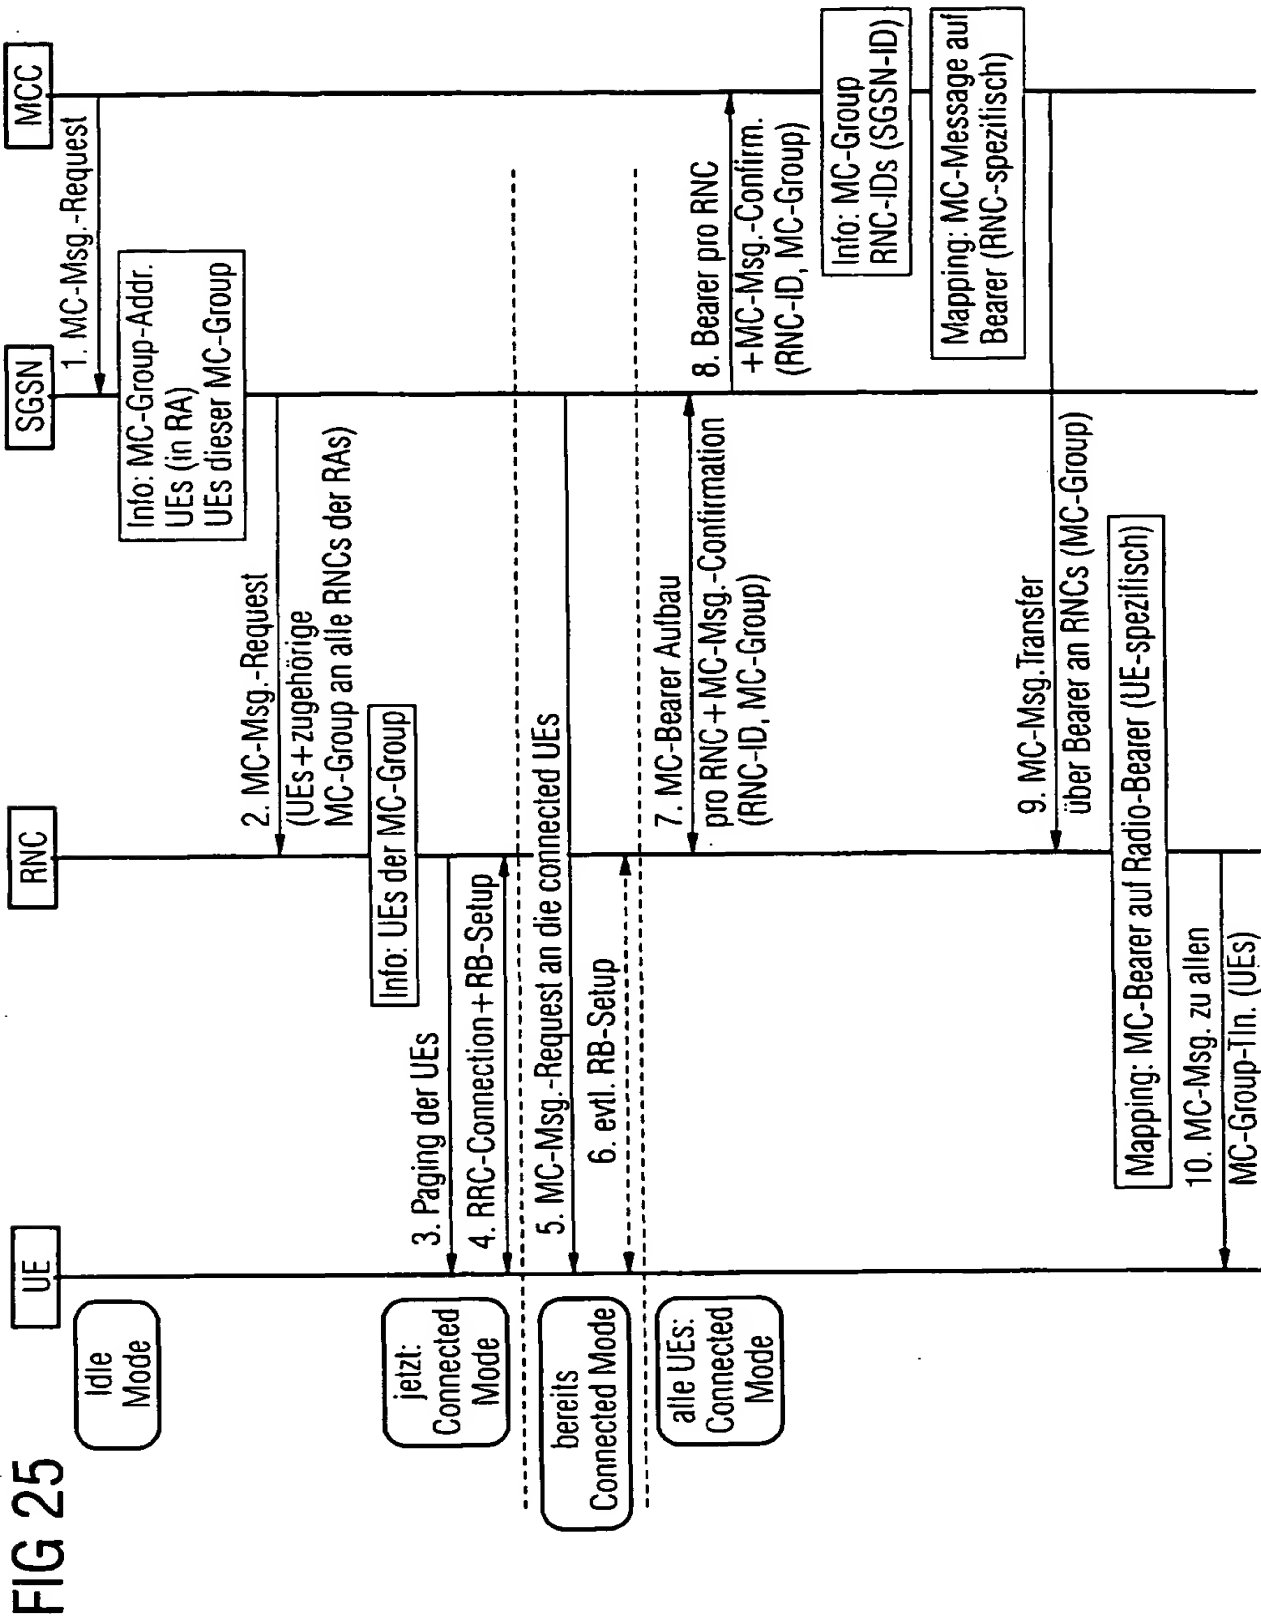 FIG 25
UE
RNC
SGSN
MCC
Idle
Mode
1. MC-Msg.-Request
Info: MC-Group-Addr.
UEs (in RA)
UEs dieser MC-Group
2. MC-Msg.-Request
(UEs+zugehörige
MC-Group an alle RNCs der RAs)
Info: UEs der MC-Group
jetzt:
Connected
Mode
3. Paging der UEs
4. RRC-Connection+RB-Setup
bereits
Connected Mode
5. MC-Msg.-Request an die connected UEs
6. evtl. RB-Setup
alle UEs:
Connected
Mode
7. MC-Bearer Aufbau
pro RNC+MC-Msg.-Confirmation
(RNC-ID, MC-Group)
8. Bearer pro RNC
+MC-Msg.-Confirm.
(RNC-ID, MC-Group)
Info: MC-Group
RNC-IDs (SGSN-ID)
Mapping: MC-Message auf
Bearer (RNC-spezifisch)
9. MC-Msg.Transfer
über Bearer an RNCs (MC-Group)
Mapping: MC-Bearer auf Radio-Bearer (UE-spezifisch)
10. MC-Msg. zu allen
MC-Group-Tln. (UEs)